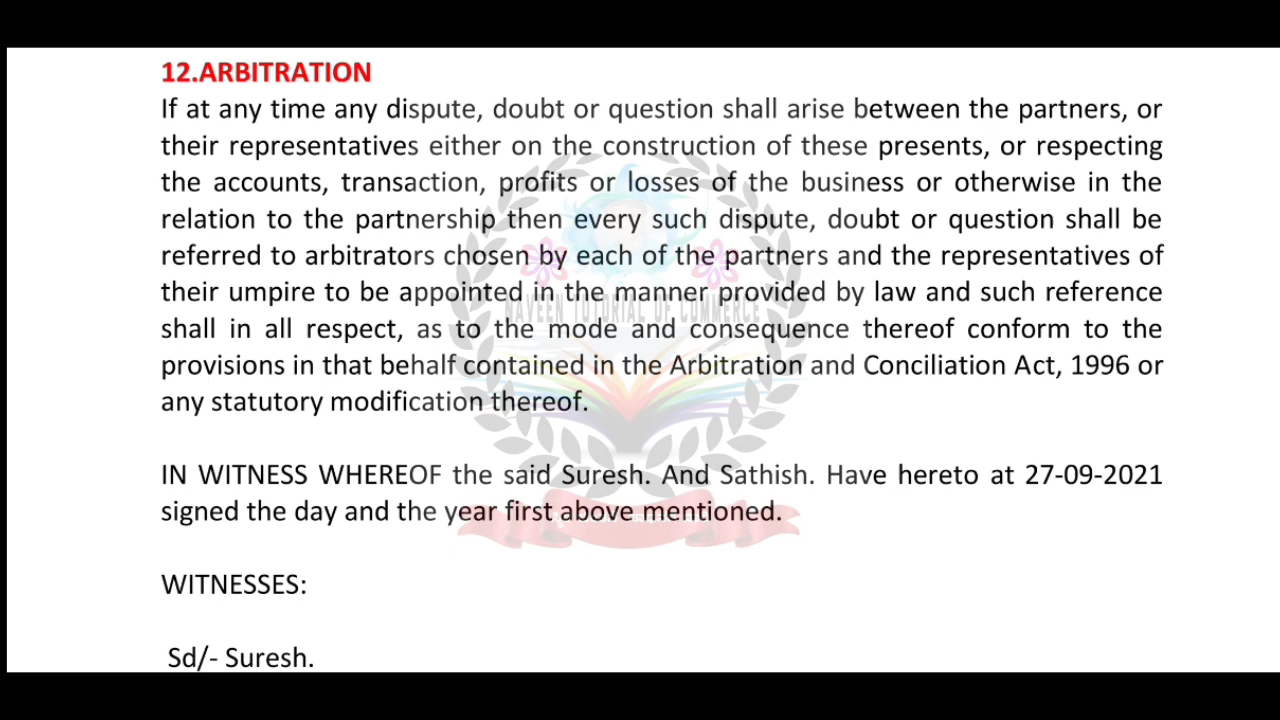 12.ARBITRATION
If at any time any dispute, doubt or question shall arise between the partners, or
their representatives either on the construction of these presents, or respecting
the accounts, transaction, profits or losses of the business or otherwise in the
relation to the partnership then every such dispute, doubt or question shall be
referred to arbitrators chosen by each of the partners and the representatives of
their umpire to be appointed in the manner provided by law and such reference
NAVEEN TUTORIAL OF COMMERCE
shall in all respect, as to the mode and consequence thereof conform to the
provisions in that behalf contained in the Arbitration and Conciliation Act, 1996 or
any statutory modification thereof.
IN WITNESS WHEREOF the said Suresh. And Sathish. Have hereto at 27-09-2021
signed the day and the year first above mentioned.
WITNESSES:
Sd/- Suresh.